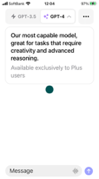 SoftBank 12:04 97%
GPT-3.5 GPT-4
Our most capable model,
great for tasks that require
creativity and advanced
reasoning.
Available exclusively to Plus
users
Message